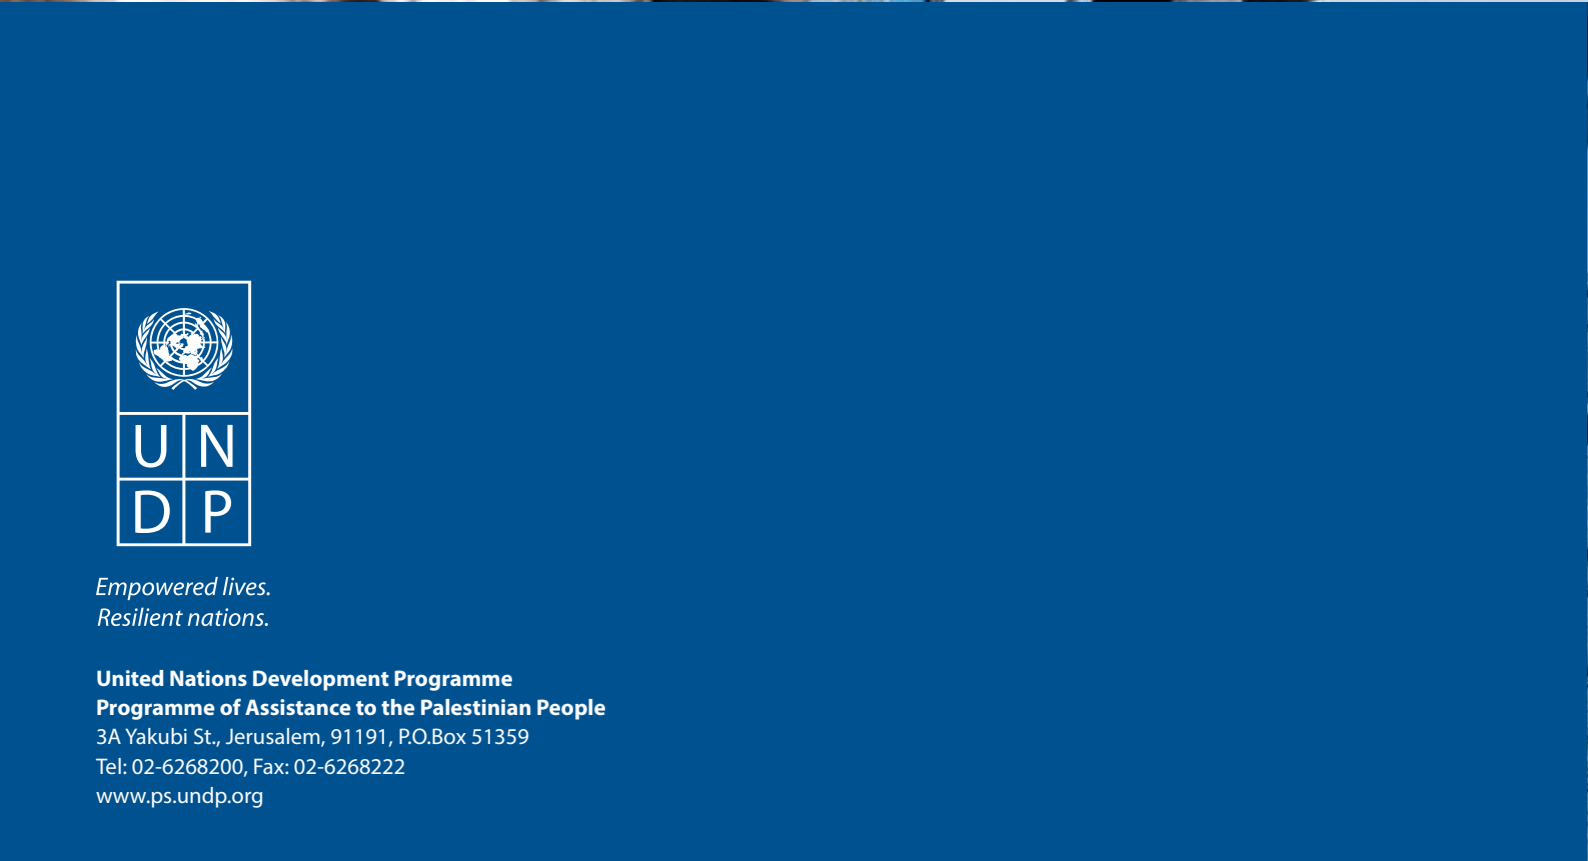 U N
D P
Empowered lives.
Resilient nations.
United Nations Development Programme
Programme of Assistance to the Palestinian People
3A Yakubi St., Jerusalem, 91191, P.O.Box 51359
Tel: 02-6268200, Fax: 02-6268222
www.ps.undp.org